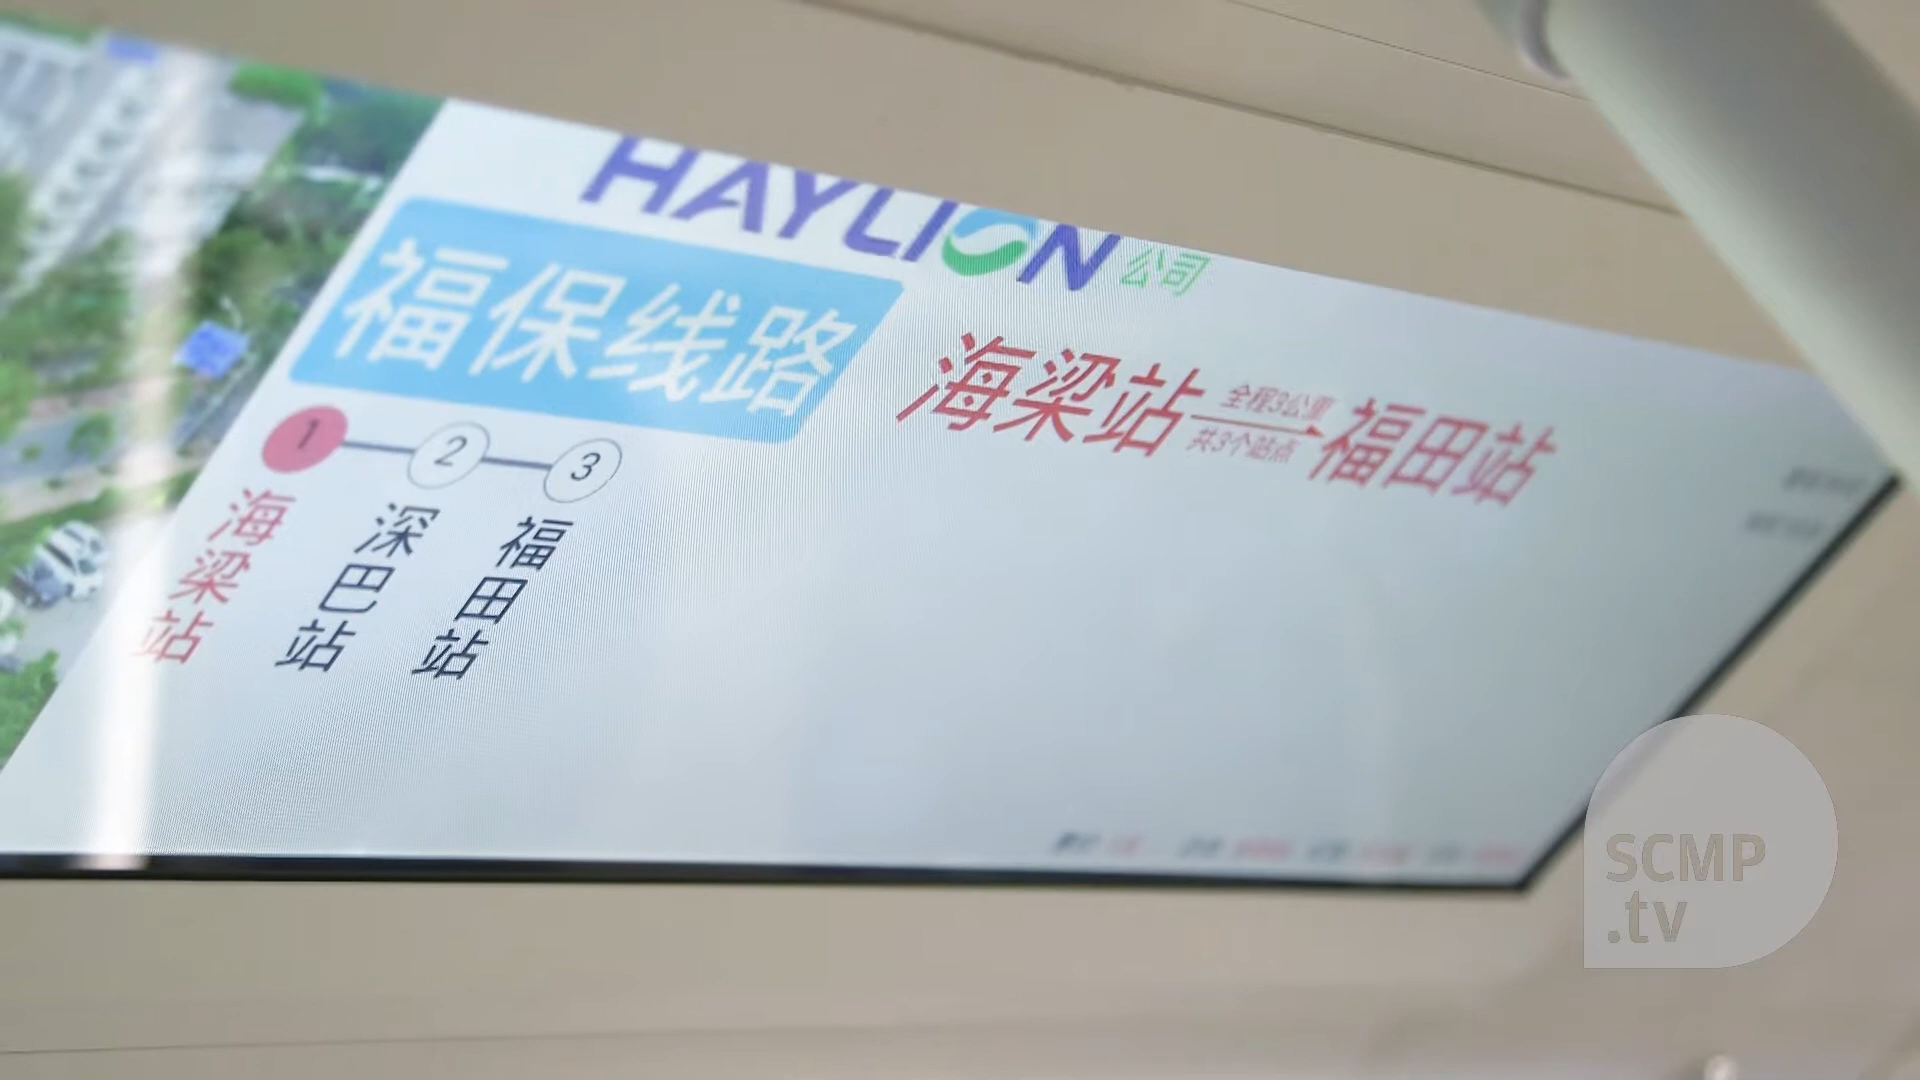 HAYLION 公司
福保线路
海梁站
全程3公里
共3个站点
福田站
1
2
3
海梁站
深巴站
福田站
SCMP
.tv